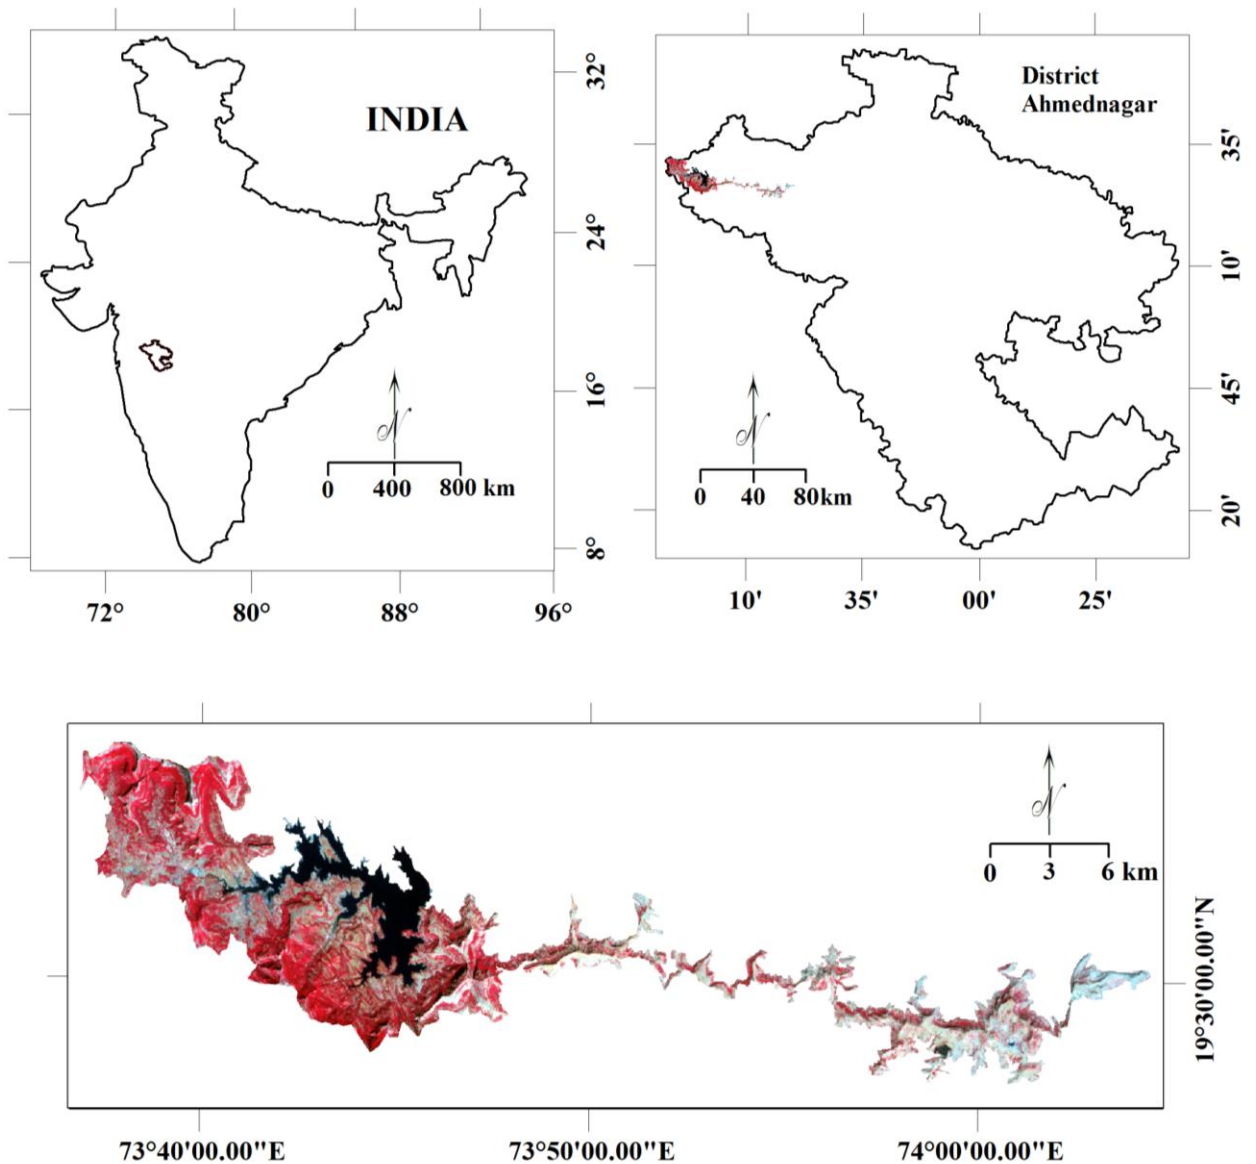 INDIA
32°
24°
16°
8°
N
0 400 800 km
72° 80° 88° 96°
District
Ahmednagar
35'
10'
45'
20'
N
0 40 80km
10' 35' 00' 25'
N
0 3 6 km
19°30'00.00"N
73°40'00.00"E 73°50'00.00"E 74°00'00.00"E